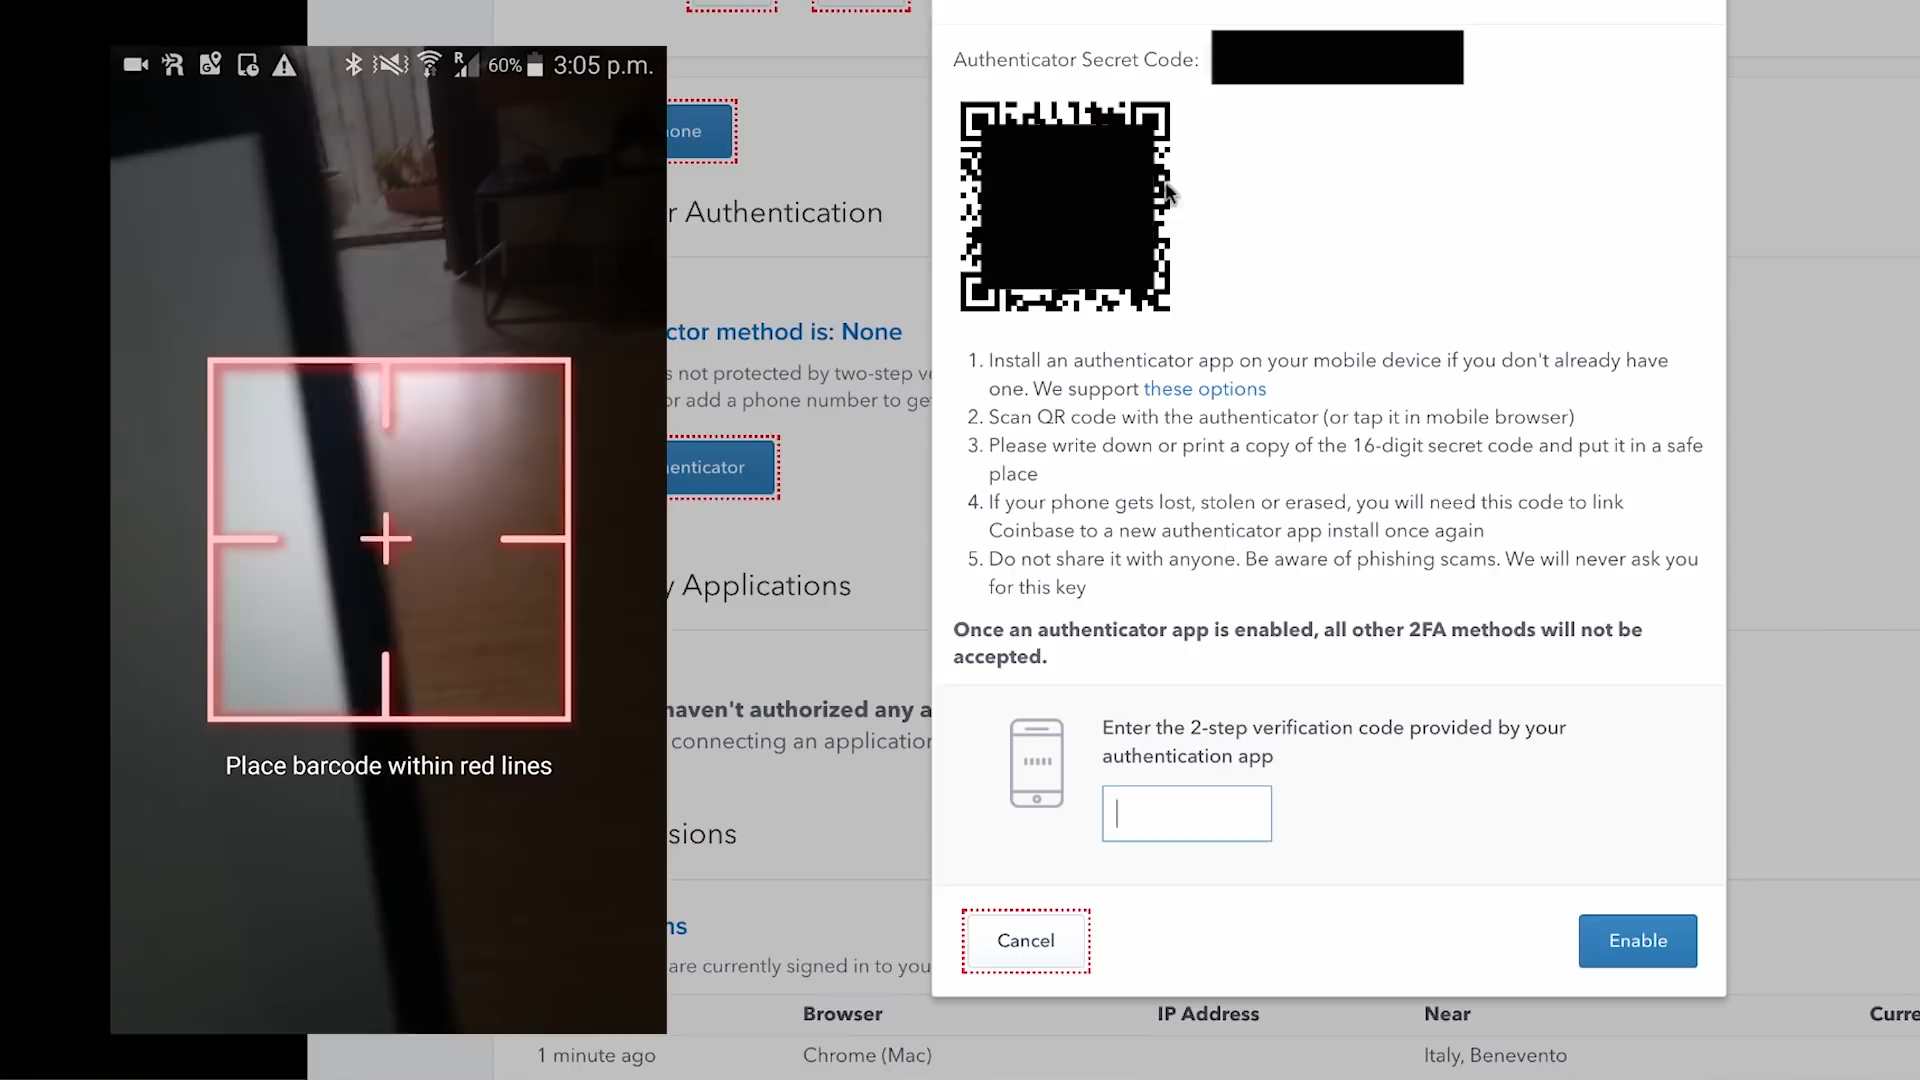 R
60%
3:05 p.m.
Place barcode within red lines
one
r Authentication
ctor method is: None
s not protected by two-step ve
or add a phone number to ge
enticator
y Applications
haven't authorized any a
connecting an application
sions
ns
are currently signed in to you
Browser
IP Address
Near
Curre
1 minute ago
Chrome (Mac)
Italy, Benevento
Authenticator Secret Code:
1. Install an authenticator app on your mobile device if you don't already have
one. We support these options
2. Scan QR code with the authenticator (or tap it in mobile browser)
3. Please write down or print a copy of the 16-digit secret code and put it in a safe
place
4. If your phone gets lost, stolen or erased, you will need this code to link
Coinbase to a new authenticator app install once again
5. Do not share it with anyone. Be aware of phishing scams. We will never ask you
for this key
Once an authenticator app is enabled, all other 2FA methods will not be
accepted.
Enter the 2-step verification code provided by your
authentication app
Cancel
Enable